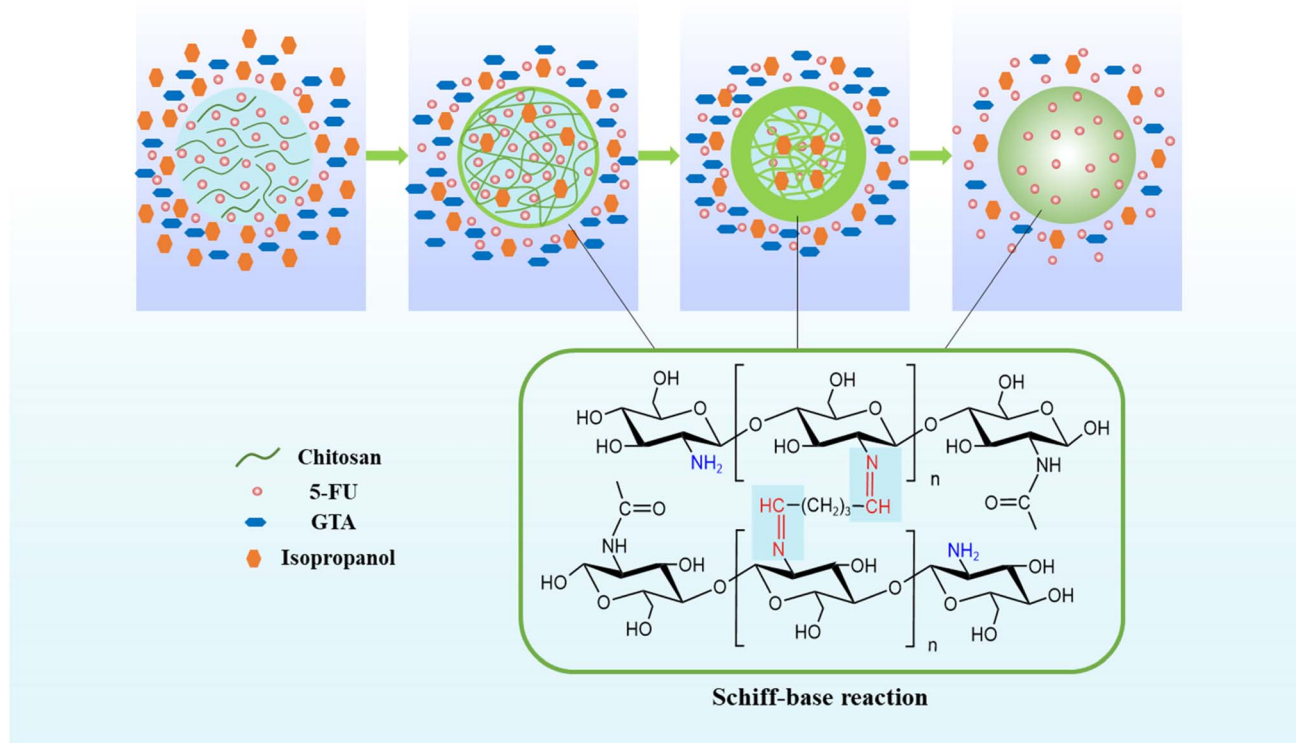 Chitosan
5-FU
GTA
Isopropanol
OH
HO
O
HO
NH₂
O
n
OH
O
HO
N
O
OH
O
HO
OH
NH
O
HC
(CH₂)₃
CH
O
NH
HO
OH
O
HO
O
N
OH
O
HO
O
n
NH₂
OH
OH
O
HO
Schiff-base reaction